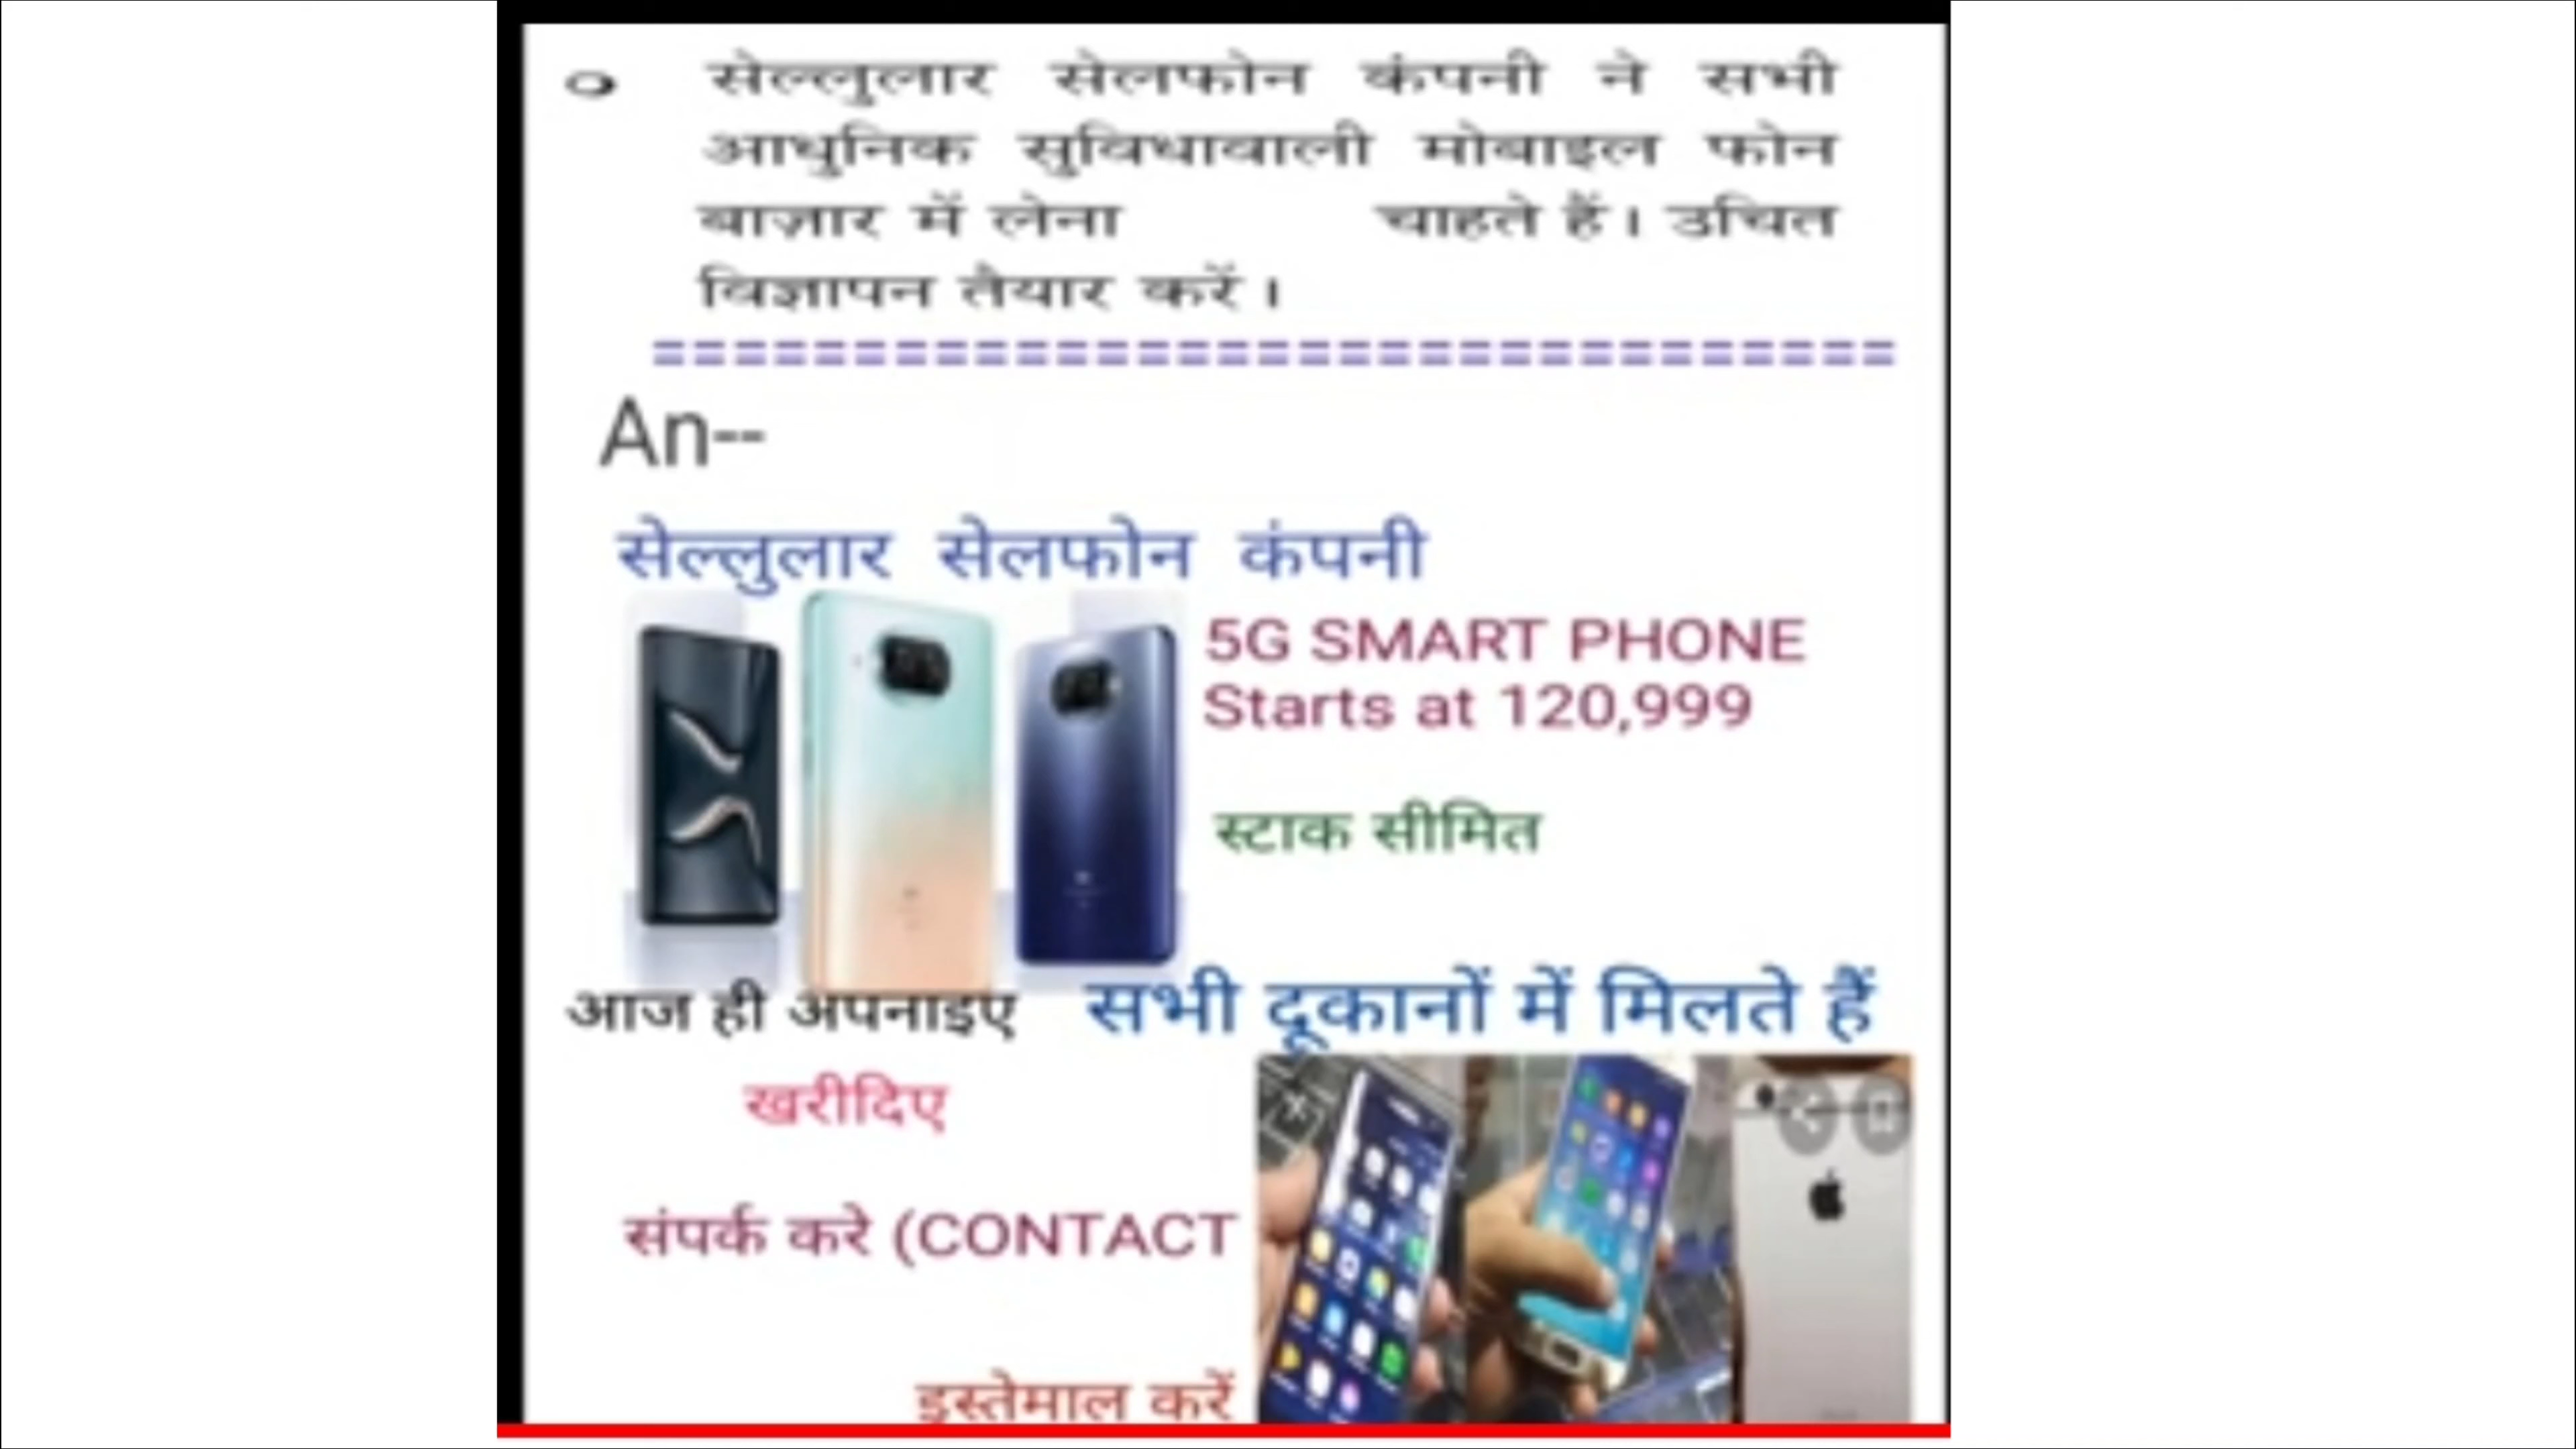 ० सेल्लुलार सेलफोन कंपनी ने सभी
आधुनिक सुविधावाली मोबाइल फोन
बाज़ार में लेना चाहते हैं। उचित
विज्ञापन तैयार करें।
===============================
An--
सेल्लुलार सेलफोन कंपनी
5G SMART PHONE
Starts at 120,999
स्टाक सीमित
आज ही अपनाइए सभी दूकानों में मिलते हैं
खरीदिए
संपर्क करे (CONTACT
इस्तेमाल करें